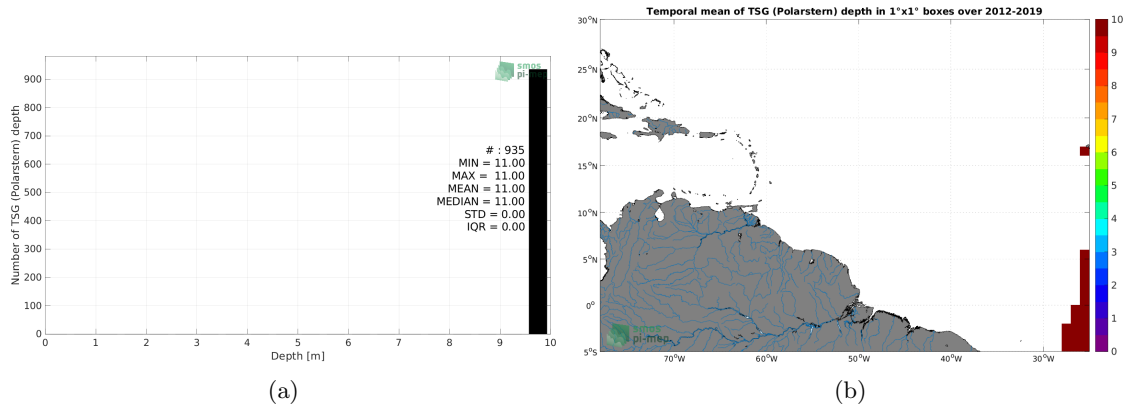 smos
pi-mep
Number of TSG (Polarstern) depth
900
800
700
600
500
400
300
200
100
0
# : 935
MIN = 11.00
MAX = 11.00
MEAN = 11.00
MEDIAN = 11.00
STD = 0.00
IQR = 0.00
0 1 2 3 4 5 6 7 8 9 10
Depth [m]
(a)
Temporal mean of TSG (Polarstern) depth in 1°x1° boxes over 2012-2019
30°N
25°N
20°N
15°N
10°N
5°N
0°
5°S
smos
pi-mep
70°W 60°W 50°W 40°W 30°W
10
9
8
7
6
5
4
3
2
1
0
(b)